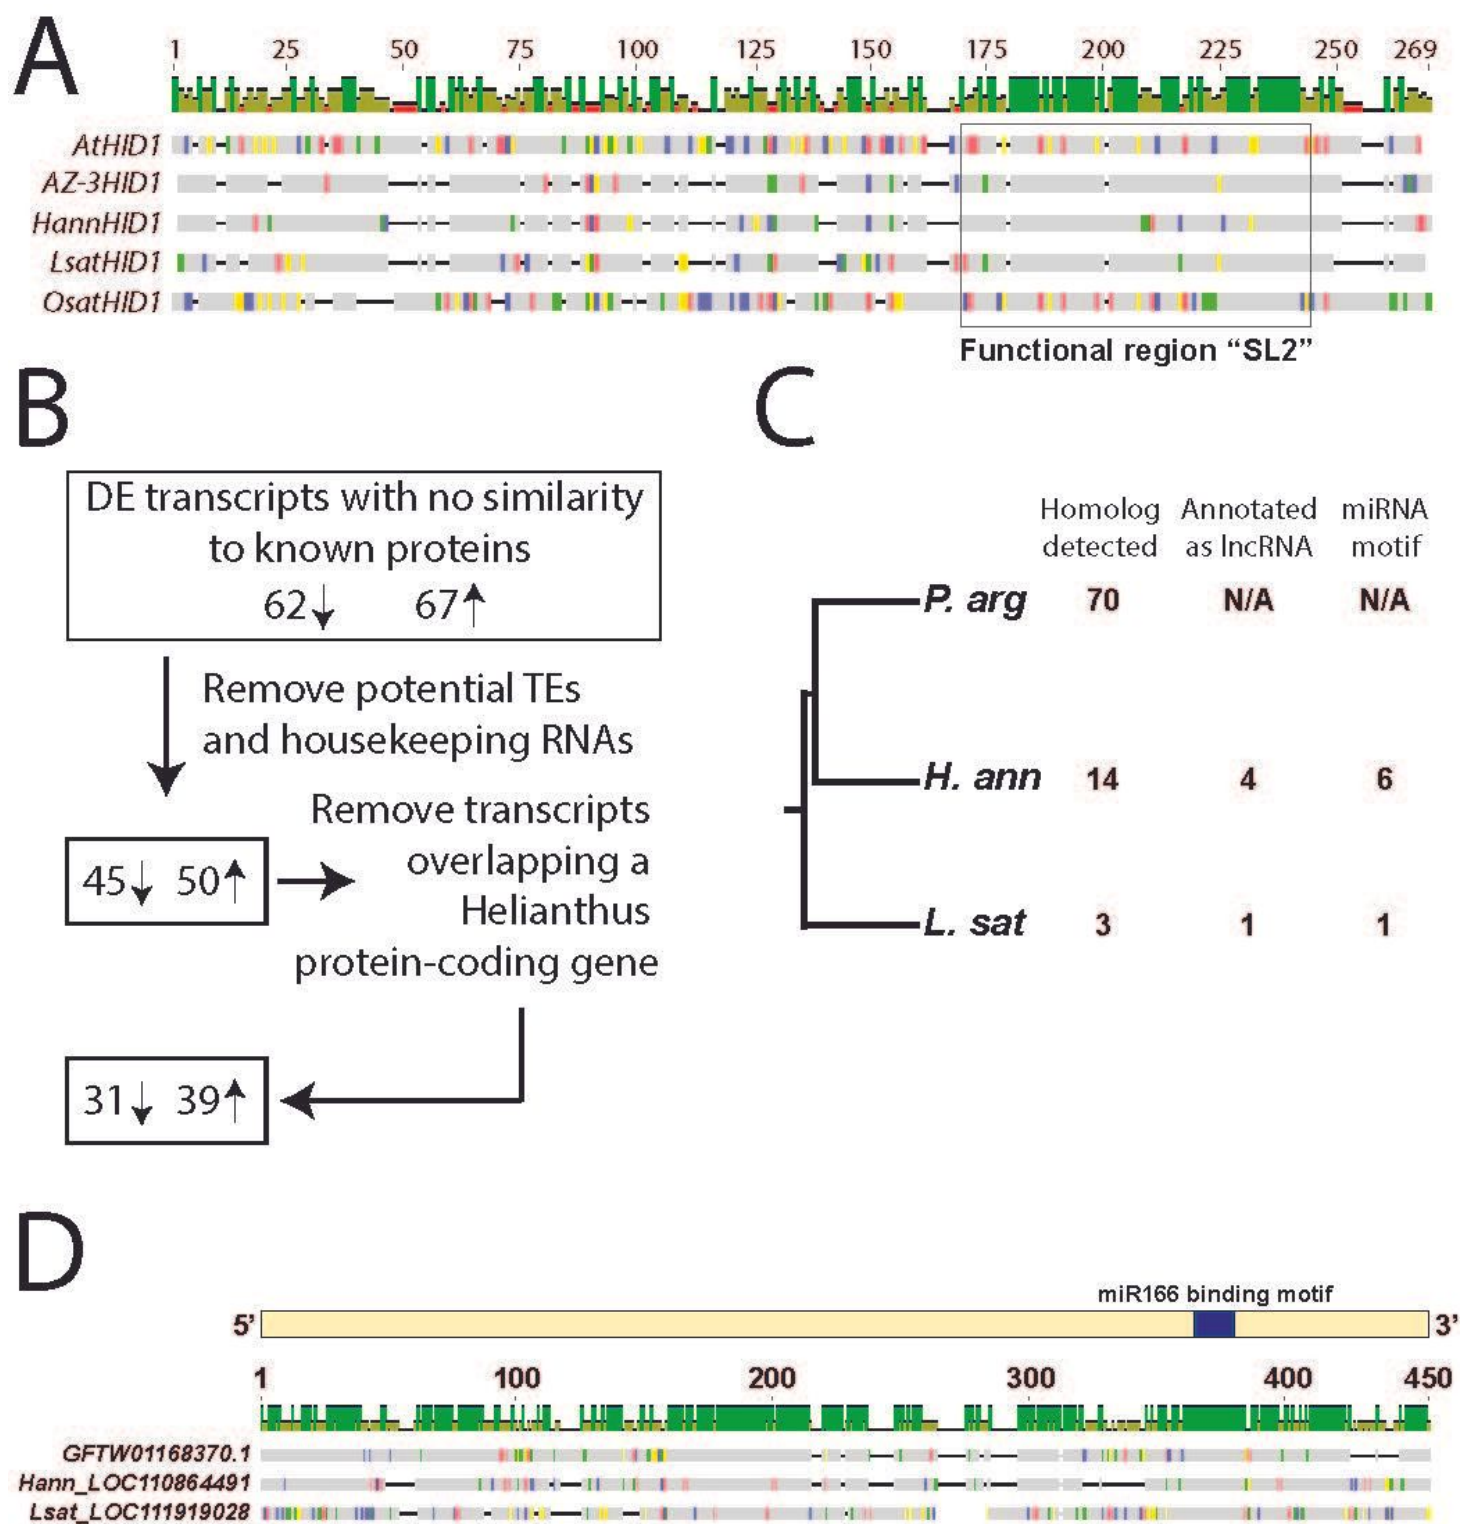 A
1 25 50 75 100 125 150 175 200 225 250 269
AtHID1
AZ-3HID1
HannHID1
LsatHID1
OsatHID1
Functional region “SL2”
B
DE transcripts with no similarity
to known proteins
62↓ 67↑
Remove potential TEs
and housekeeping RNAs
45↓ 50↑
Remove transcripts
overlapping a
Helianthus
protein-coding gene
31↓ 39↑
C
Homolog Annotated miRNA
detected as lncRNA motif
P. arg 70 N/A N/A
H. ann 14 4 6
L. sat 3 1 1
D
miR166 binding motif
5’ 3’
1 100 200 300 400 450
GFTW01168370.1
Hann_LOC110864491
Lsat_LOC111919028